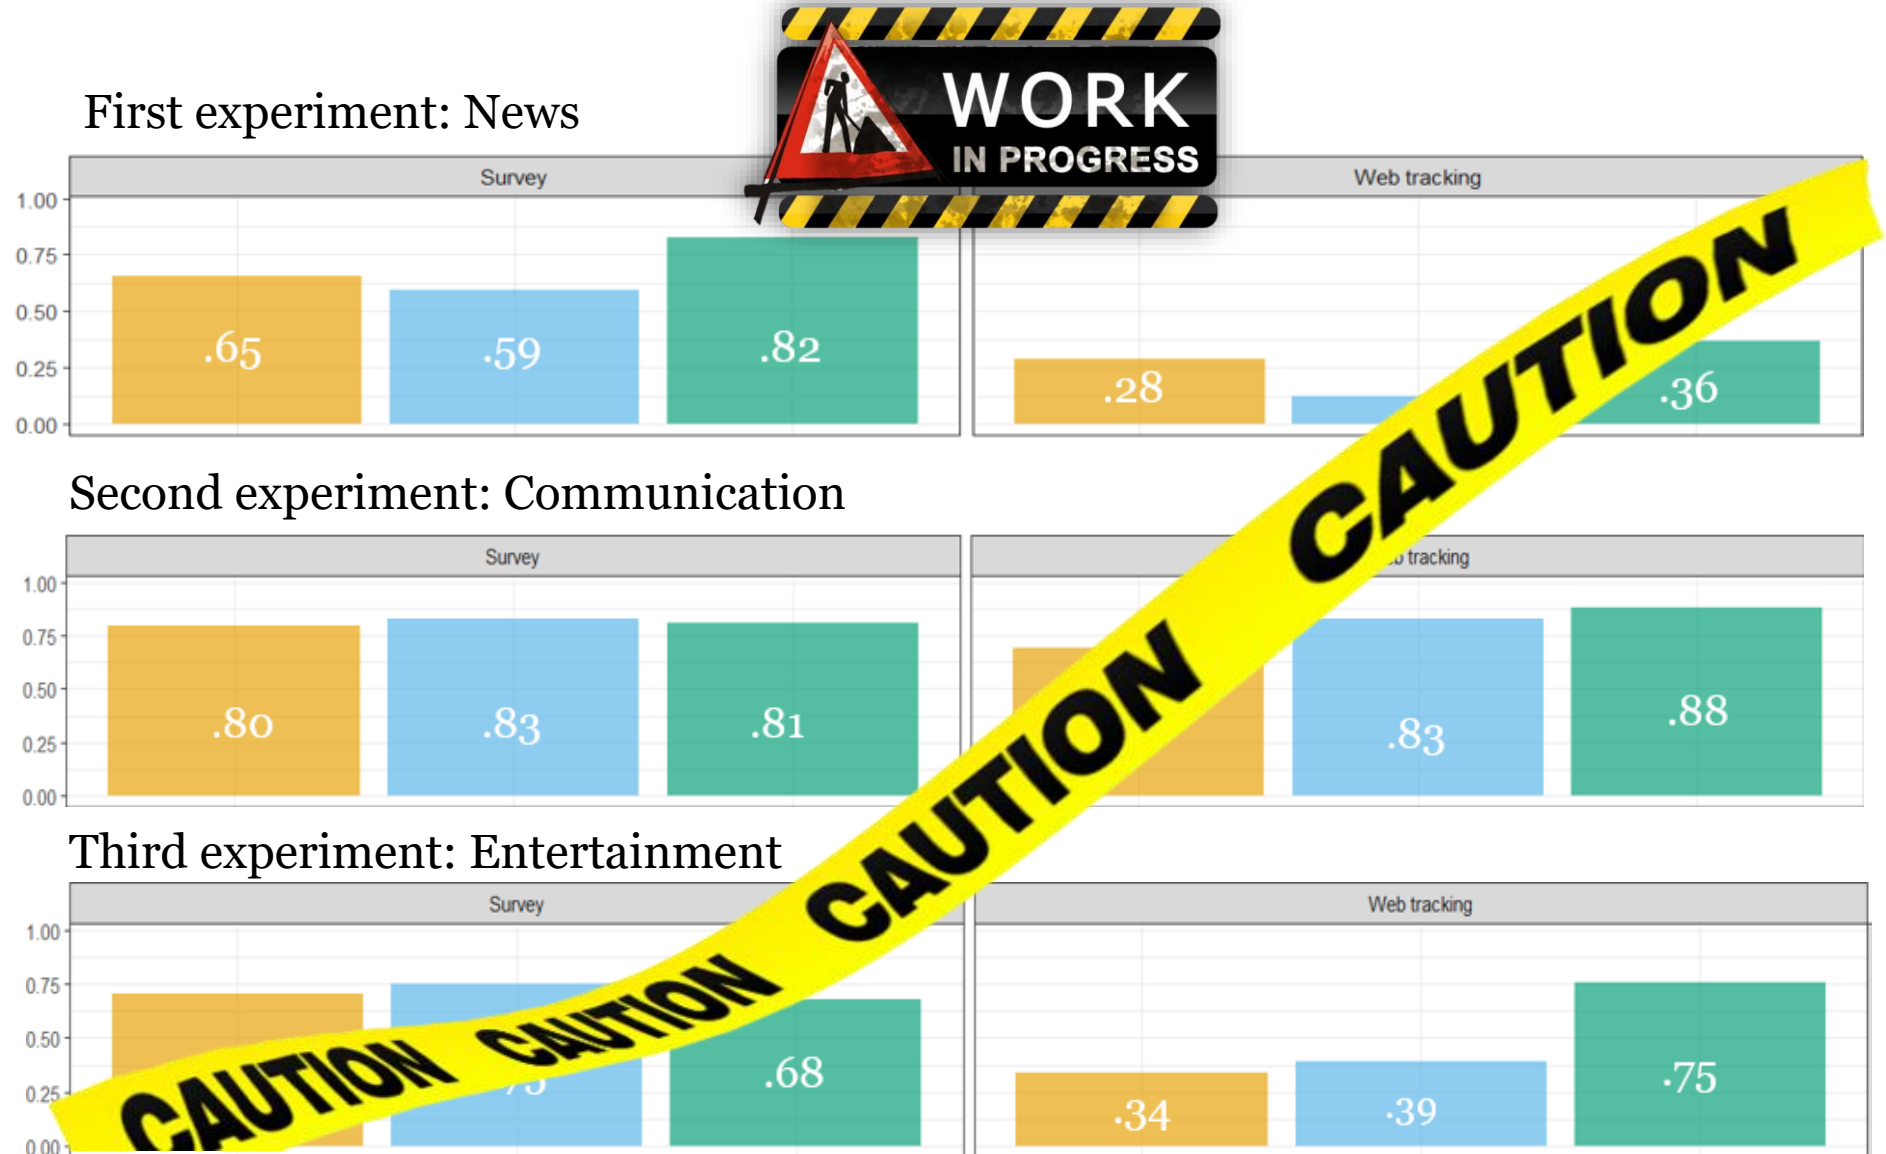 WORK
IN PROGRESS
First experiment: News
Survey
Web tracking
1.00
0.75
0.50
0.25
0.00
.65
.59
.82
.28
.36
CAUTION
Second experiment: Communication
Survey
tracking
1.00
0.75
0.50
0.25
0.00
.80
.83
.81
.83
.88
CAUTION
Third experiment: Entertainment
Survey
Web tracking
1.00
0.75
0.50
0.25
0.00
.68
.34
.39
.75
CAUTION
CAUTION
CAUTION